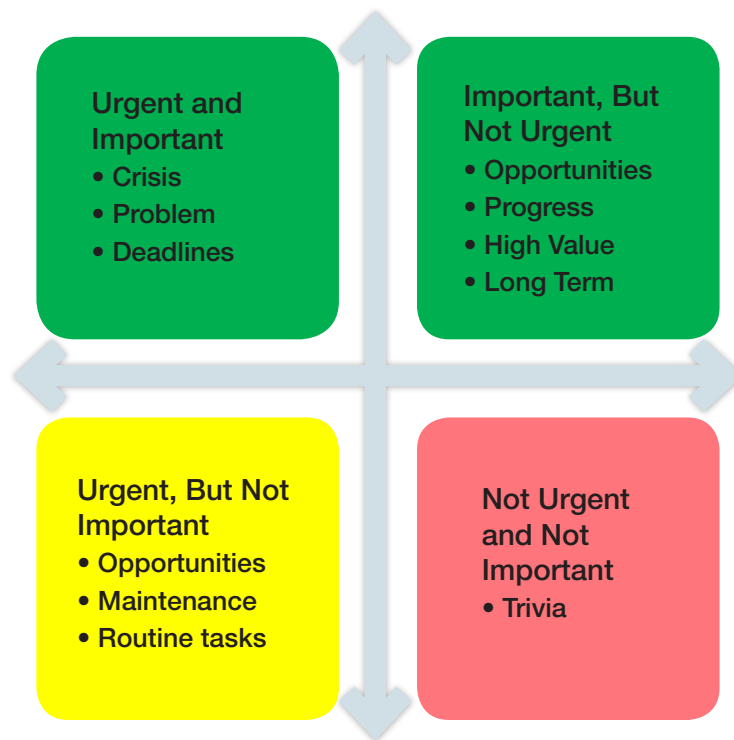 Urgent and
Important
• Crisis
• Problem
• Deadlines
Important, But
Not Urgent
• Opportunities
• Progress
• High Value
• Long Term
Urgent, But Not
Important
• Opportunities
• Maintenance
• Routine tasks
Not Urgent
and Not
Important
• Trivia